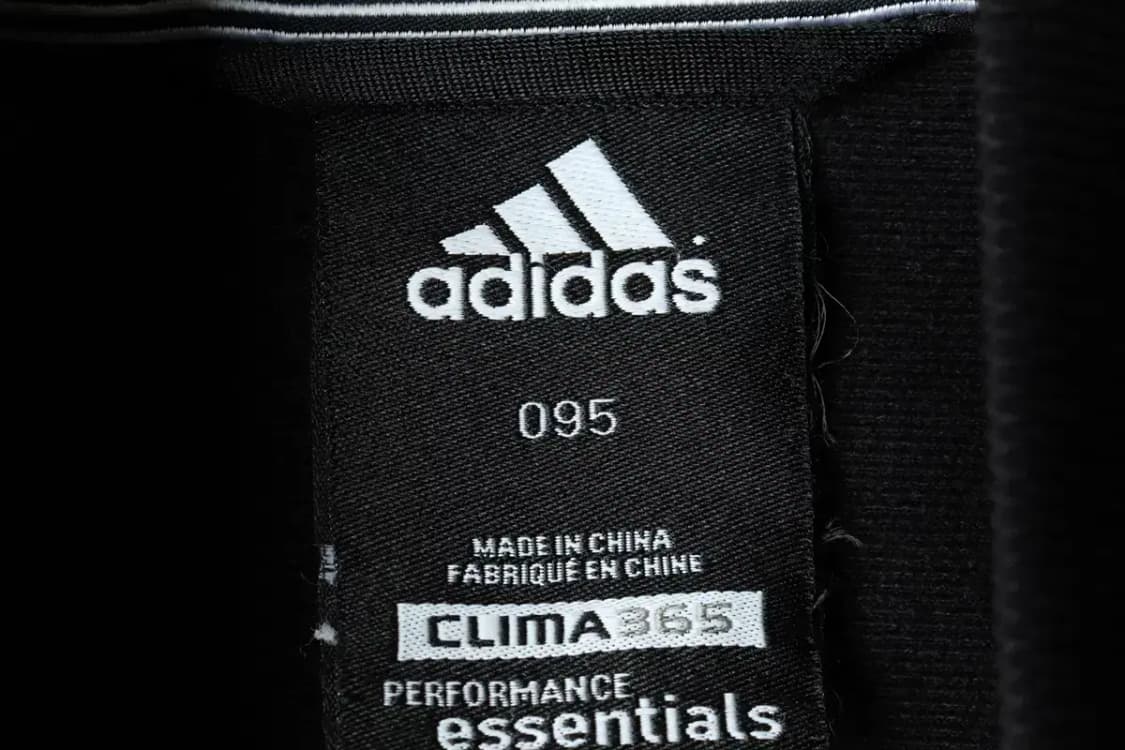 adidas
095
MADE IN CHINA
FABRIQUÉ EN CHINE
CLIMA365
PERFORMANCE
essentials